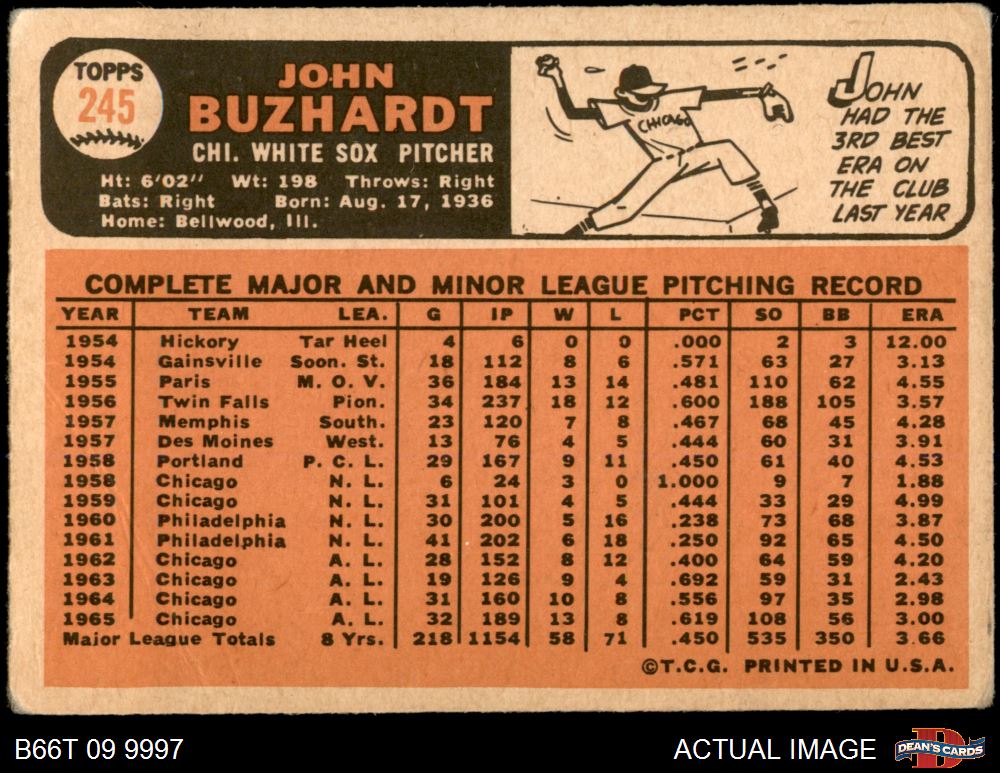 TOPPS
245
JOHN
BUZHARDT
CHI. WHITE SOX PITCHER
Ht: 6'02" Wt: 198 Throws: Right
Bats: Right Born: Aug. 17, 1936
Home: Bellwood, Ill.
CHICAGO
JOHN
HAD THE
3RD BEST
ERA ON
THE CLUB
LAST YEAR
COMPLETE MAJOR AND MINOR LEAGUE PITCHING RECORD
YEAR TEAM LEA. G IP W L PCT SO BB ERA
1954 Hickory Tar Heel 4 6 0 0 .000 2 3 12.00
1954 Gainsville Soon. St. 18 112 8 6 .571 63 27 3.13
1955 Paris M. O. V. 36 184 13 14 .481 110 62 4.55
1956 Twin Falls Pion. 34 237 18 12 .600 188 105 3.57
1957 Memphis South. 23 120 7 8 .467 68 45 4.28
1957 Des Moines West. 13 76 4 5 .444 60 31 3.91
1958 Portland P. C. L. 29 167 9 11 .450 61 40 4.53
1958 Chicago N. L. 6 24 3 0 1.000 9 7 1.88
1959 Chicago N. L. 31 101 4 5 .444 33 29 4.99
1960 Philadelphia N. L. 30 200 5 16 .238 73 68 3.87
1961 Philadelphia N. L. 41 202 6 18 .250 92 65 4.50
1962 Chicago A. L. 28 152 8 12 .400 64 59 4.20
1963 Chicago A. L. 19 126 9 4 .692 59 31 2.43
1964 Chicago A. L. 31 160 10 8 .556 97 35 2.98
1965 Chicago A. L. 32 189 13 8 .619 108 56 3.00
Major League Totals 8 Yrs. 218 1154 58 71 .450 535 350 3.66
©T.C.G. PRINTED IN U.S.A.
B66T 09 9997
ACTUAL IMAGE
D
DEAN'S CARDS